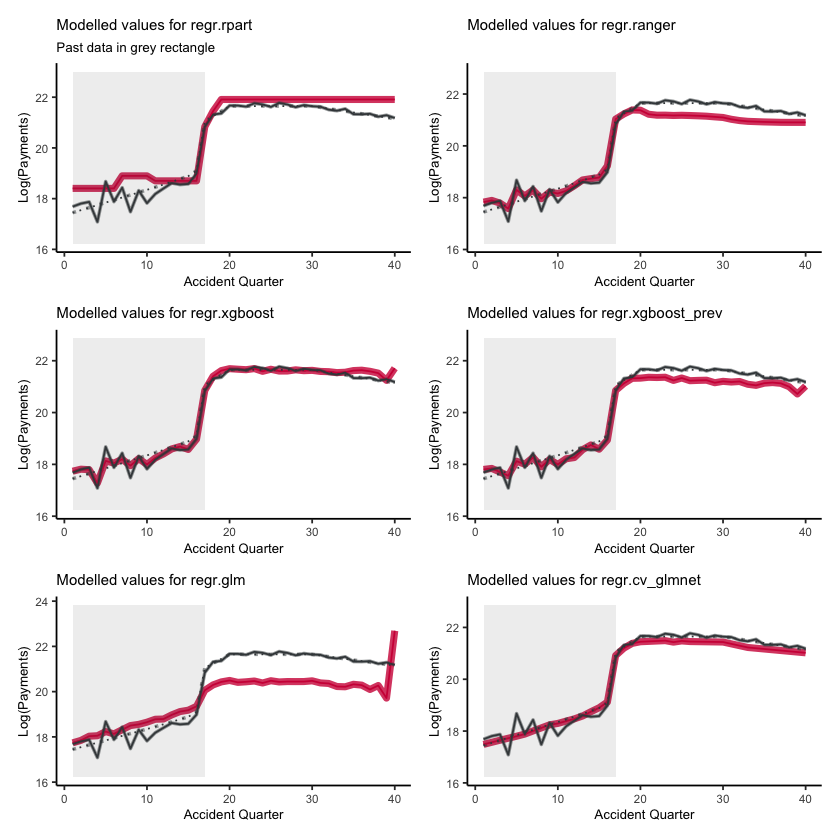 Modelled values for regr.rpart
Past data in grey rectangle
Log(Payments)
22
20
18
16
0 10 20 30 40
Accident Quarter
Modelled values for regr.ranger
Log(Payments)
22
20
18
16
0 10 20 30 40
Accident Quarter
Modelled values for regr.xgboost
Log(Payments)
22
20
18
16
0 10 20 30 40
Accident Quarter
Modelled values for regr.xgboost_prev
Log(Payments)
22
20
18
16
0 10 20 30 40
Accident Quarter
Modelled values for regr.glm
Log(Payments)
24
22
20
18
16
0 10 20 30 40
Accident Quarter
Modelled values for regr.cv_glmnet
Log(Payments)
22
20
18
16
0 10 20 30 40
Accident Quarter